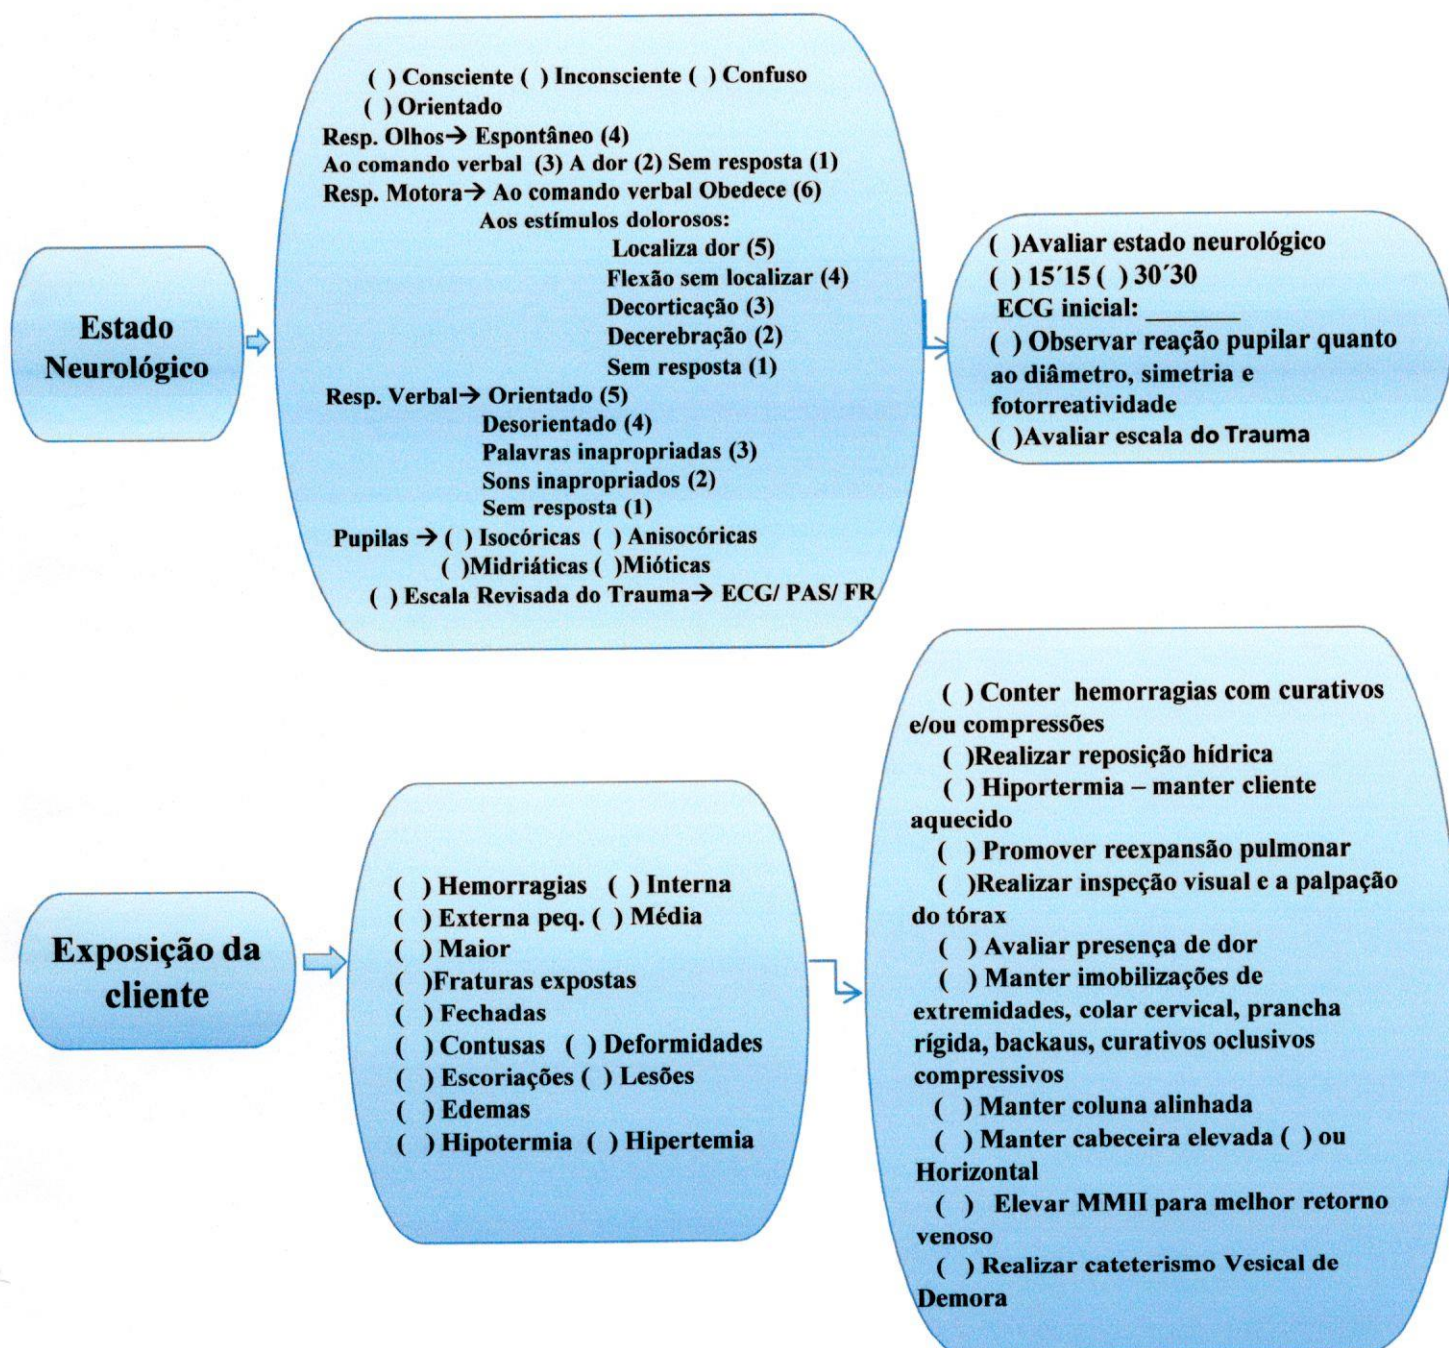 Estado
Neurológico
( ) Consciente ( ) Inconsciente ( ) Confuso
( ) Orientado
Resp. Olhos→ Espontâneo (4)
Ao comando verbal (3) A dor (2) Sem resposta (1)
Resp. Motora→ Ao comando verbal Obedece (6)
Aos estímulos dolorosos:
Localiza dor (5)
Flexão sem localizar (4)
Decorticação (3)
Decerebração (2)
Sem resposta (1)
Resp. Verbal→ Orientado (5)
Desorientado (4)
Palavras inapropriadas (3)
Sons inapropriados (2)
Sem resposta (1)
Pupilas → ( ) Isocóricas ( ) Anisocóricas
( )Midriáticas ( )Mióticas
( ) Escala Revisada do Trauma→ ECG/ PAS/ FR
( )Avaliar estado neurológico
( ) 15´15 ( ) 30´30
ECG inicial: ________
( ) Observar reação pupilar quanto
ao diâmetro, simetria e
fotorreatividade
( )Avaliar escala do Trauma
Exposição da
cliente
( ) Hemorragias ( ) Interna
( ) Externa peq. ( ) Média
( ) Maior
( )Fraturas expostas
( ) Fechadas
( ) Contusas ( ) Deformidades
( ) Escoriações ( ) Lesões
( ) Edemas
( ) Hipotermia ( ) Hipertemia
( ) Conter hemorragias com curativos
e/ou compressões
( )Realizar reposição hídrica
( ) Hiportermia – manter cliente
aquecido
( ) Promover reexpansão pulmonar
( )Realizar inspeção visual e a palpação
do tórax
( ) Avaliar presença de dor
( ) Manter imobilizações de
extremidades, colar cervical, prancha
rígida, backaus, curativos oclusivos
compressivos
( ) Manter coluna alinhada
( ) Manter cabeceira elevada ( ) ou
Horizontal
( ) Elevar MMII para melhor retorno
venoso
( ) Realizar cateterismo Vesical de
Demora